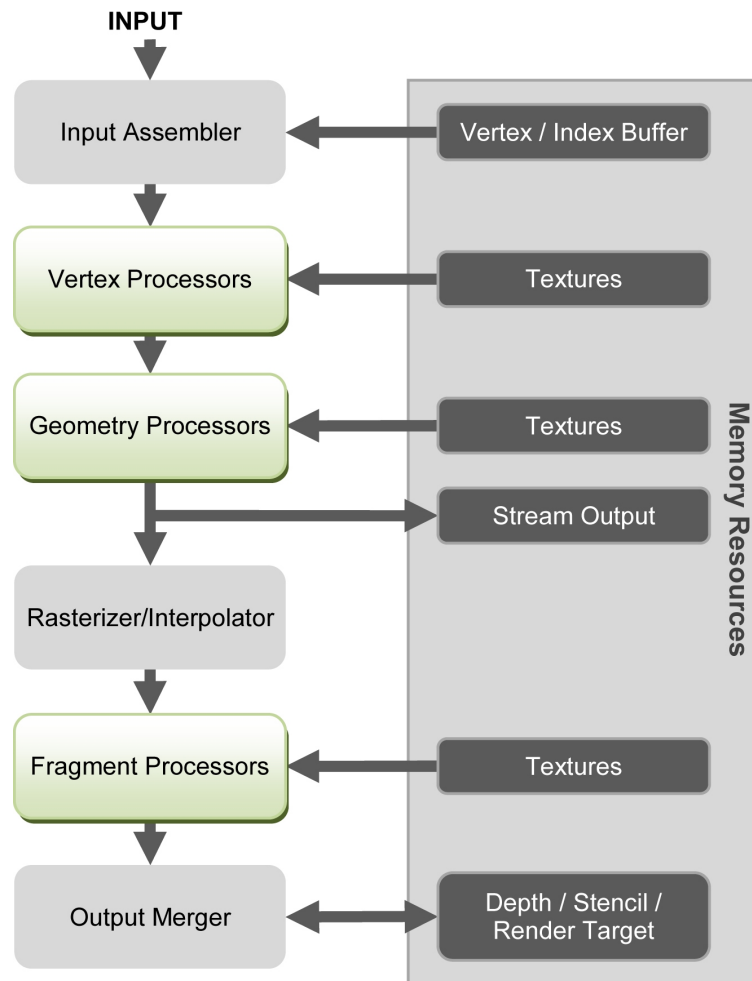 INPUT
Input Assembler
Vertex / Index Buffer
Vertex Processors
Textures
Geometry Processors
Textures
Stream Output
Rasterizer/Interpolator
Fragment Processors
Textures
Output Merger
Depth / Stencil /
Render Target
Memory Resources